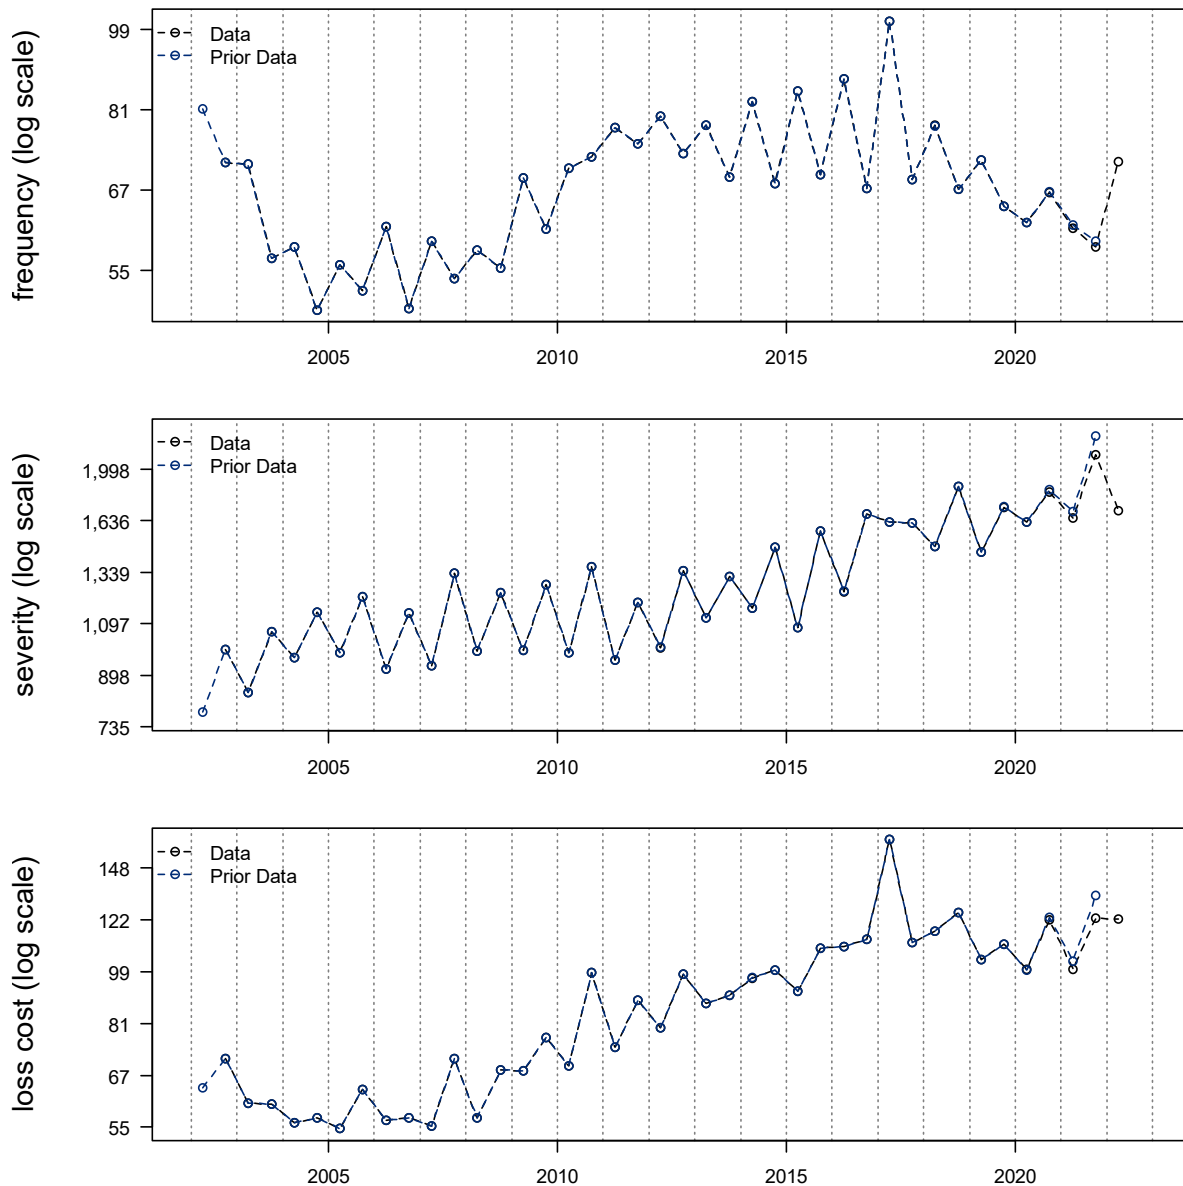 frequency (log scale)
99
81
67
55
Data
Prior Data
2005 2010 2015 2020
severity (log scale)
1,998
1,636
1,339
1,097
898
735
Data
Prior Data
2005 2010 2015 2020
loss cost (log scale)
148
122
99
81
67
55
Data
Prior Data
2005 2010 2015 2020